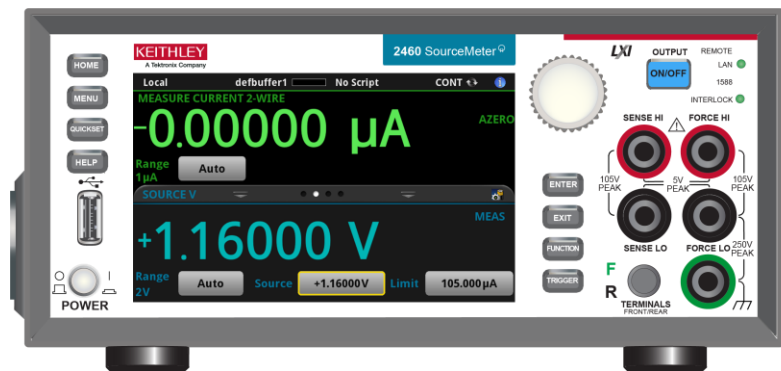 KEITHLEY
A Tektronix Company
2460 SourceMeter
LXI
OUTPUT
REMOTE
LAN
ON/OFF
1588
INTERLOCK
HOME
MENU
QUICKSET
HELP
Local defbuffer1 No Script CONT
MEASURE CURRENT 2-WIRE
-0.00000 µA
AZERO
Range
1µA
Auto
SOURCE V
+1.16000 V
MEAS
Range
2V
Auto
Source
+1.16000V
Limit
105.000µA
ENTER
EXIT
FUNCTION
TRIGGER
SENSE HI
FORCE HI
105V
PEAK
5V
PEAK
105V
PEAK
SENSE LO
FORCE LO
250V
PEAK
F
R
TERMINALS
FRONT/REAR
POWER